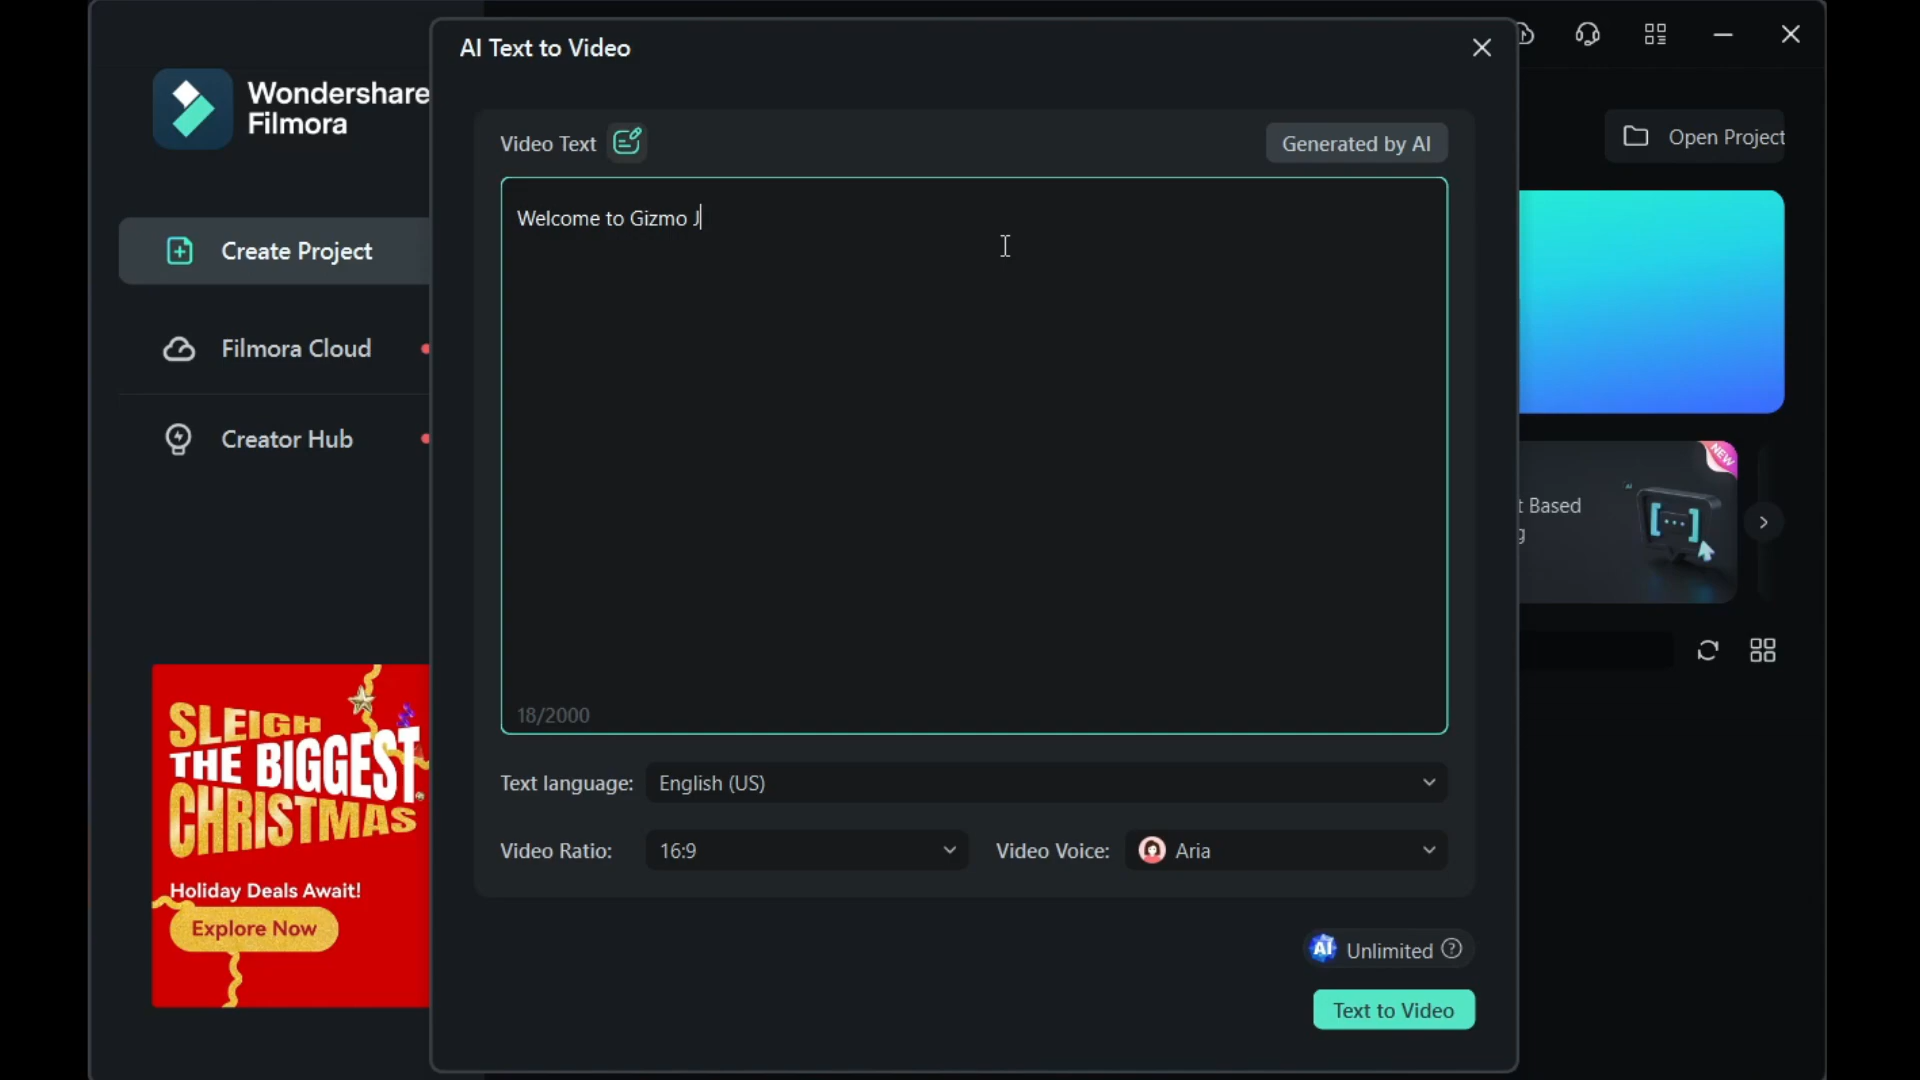 AI Text to Video
Wondershare
Filmora
Video Text
Generated by AI
Open Project
Welcome to Gizmo J
Create Project
Filmora Cloud
Creator Hub
NEW
t Based
g
SLEIGH
THE BIGGEST
CHRISTMAS
Holiday Deals Await!
Explore Now
18/2000
Text language:
English (US)
Video Ratio:
16:9
Video Voice:
Aria
AI Unlimited
Text to Video